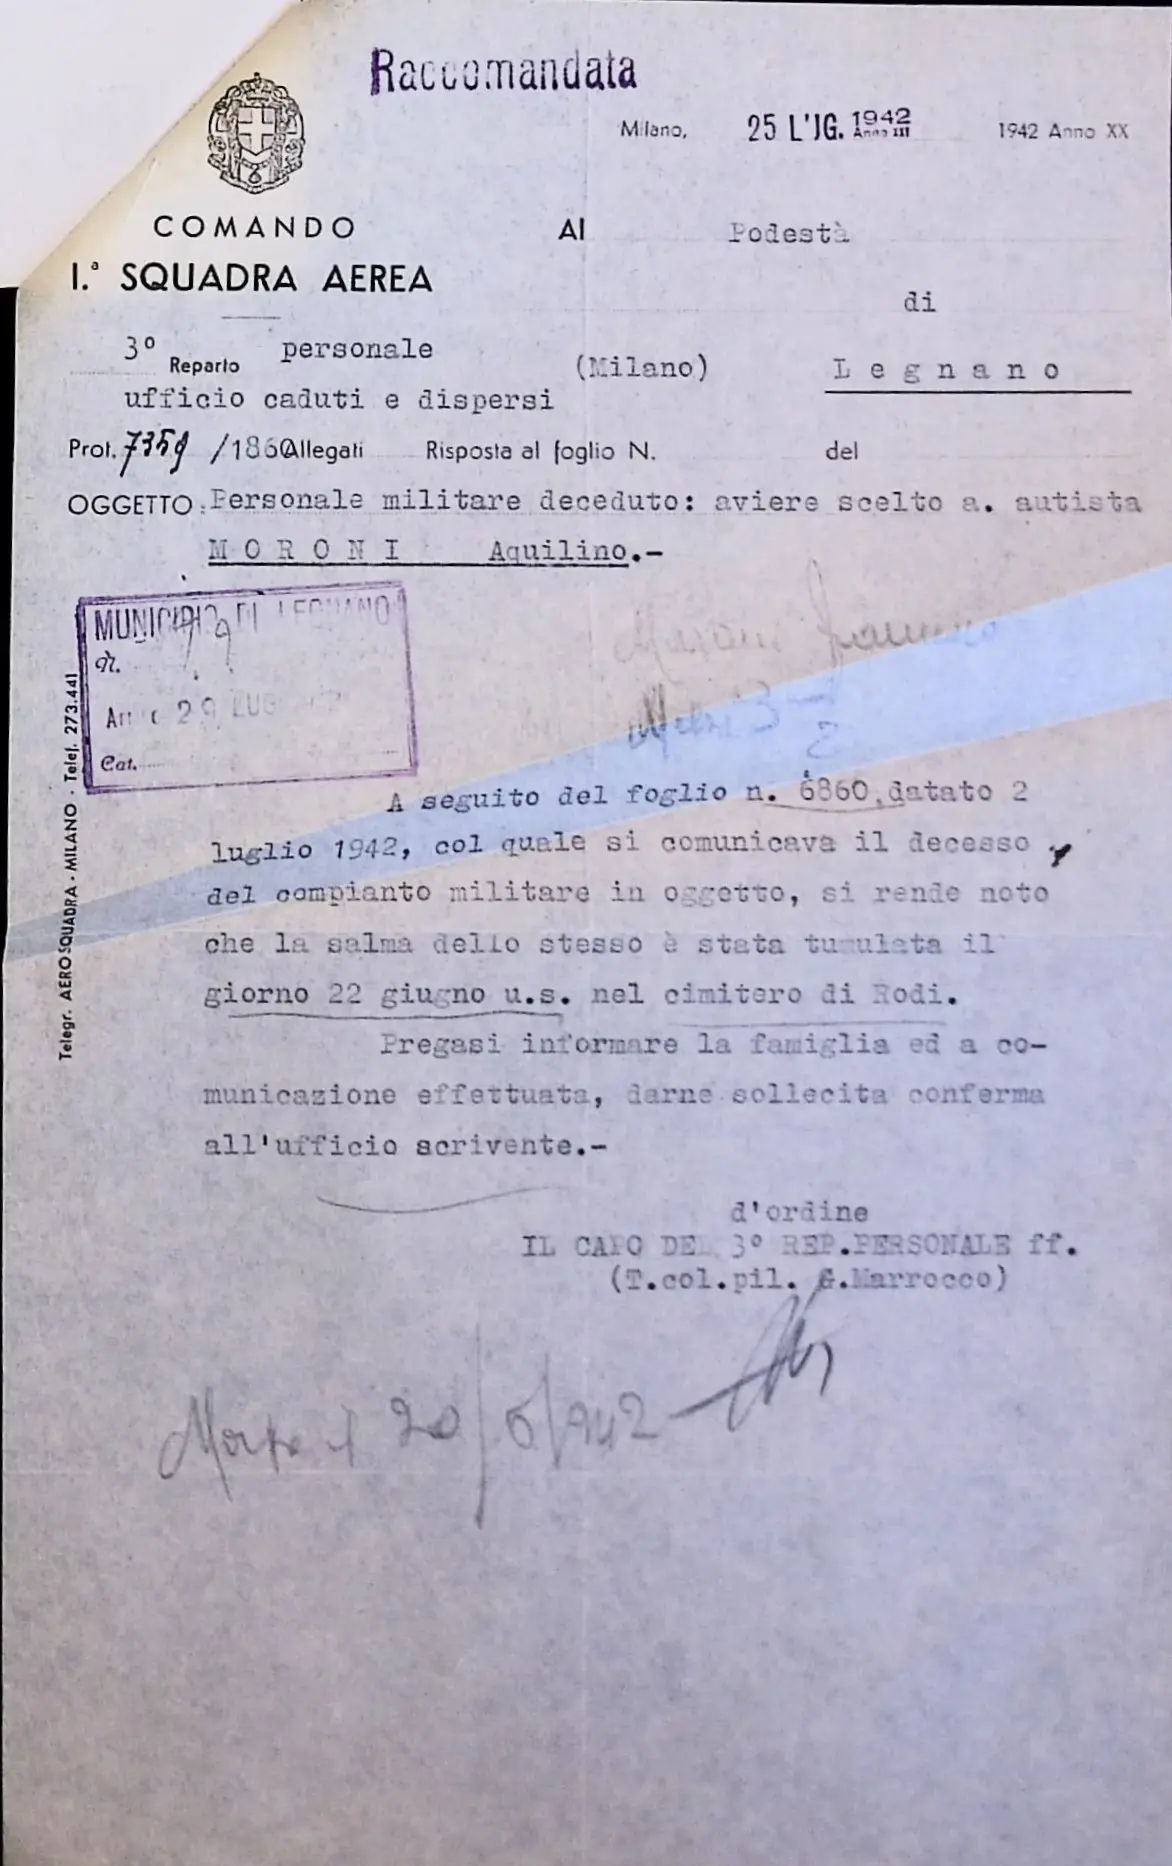 Raccomandata
Milano, 25 L'IG. 1942 1942 Anno XX
COMANDO
I.ª SQUADRA AEREA
Al Podestà
di
(Milano) Legnano
3° Reparto personale
ufficio caduti e dispersi
Prot. 7359 /1860 Allegati Risposta al foglio N. del
OGGETTO: Personale militare deceduto: aviere scelto a. autista
MORONI Aquilino.-
MUNICIPIO DI LEGNANO
N.
29 LUG
Cat.
Telegr. AEROSQUADRA - MILANO - Telef. 273.441
A seguito del foglio n. 6860, datato 2
luglio 1942, col quale si comunicava il decesso
del compianto militare in oggetto, si rende noto
che la salma dello stesso è stata tumulata il
giorno 22 giugno u.s. nel cimitero di Rodi.
Pregasi informare la famiglia ed a co-
municazione effettuata, darne sollecita conferma
all'ufficio scrivente.-
d'ordine
IL CAPO DEL 3° REP.PERSONALE ff.
(T.col.pil. G.Marrocco)
20/6/942